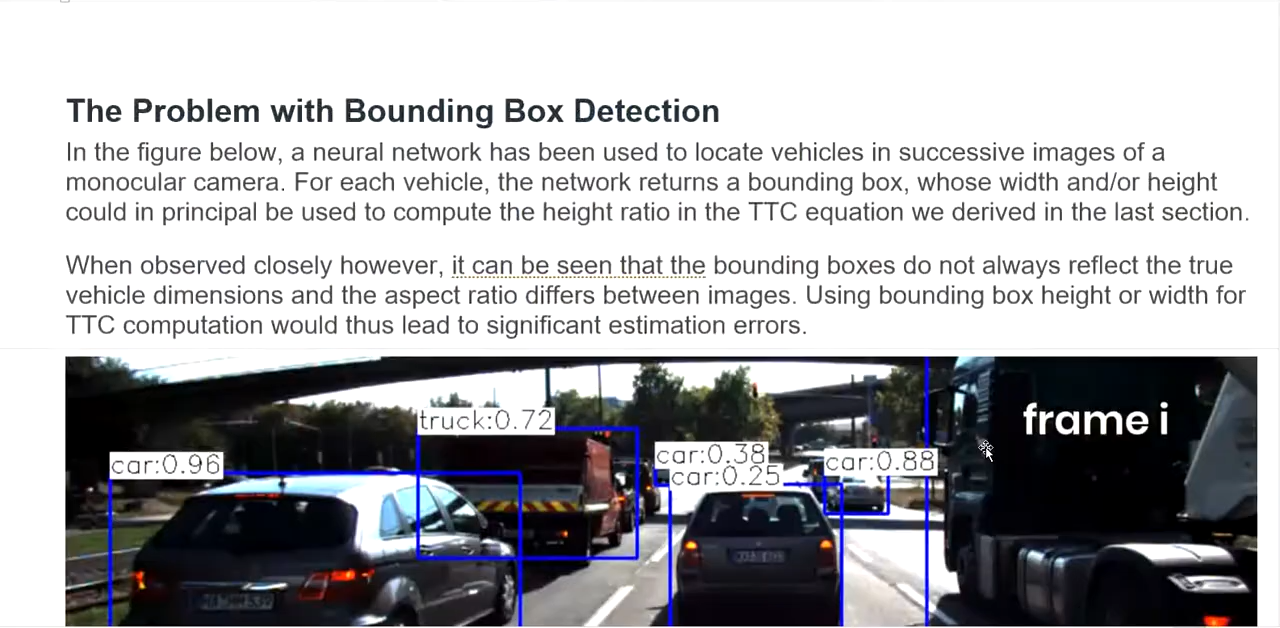 The Problem with Bounding Box Detection
In the figure below, a neural network has been used to locate vehicles in successive images of a
monocular camera. For each vehicle, the network returns a bounding box, whose width and/or height
could in principal be used to compute the height ratio in the TTC equation we derived in the last section.
When observed closely however, it can be seen that the bounding boxes do not always reflect the true
vehicle dimensions and the aspect ratio differs between images. Using bounding box height or width for
TTC computation would thus lead to significant estimation errors.
frame i
truck:0.72
car:0.96
car:0.38
car:0.25
car:0.88